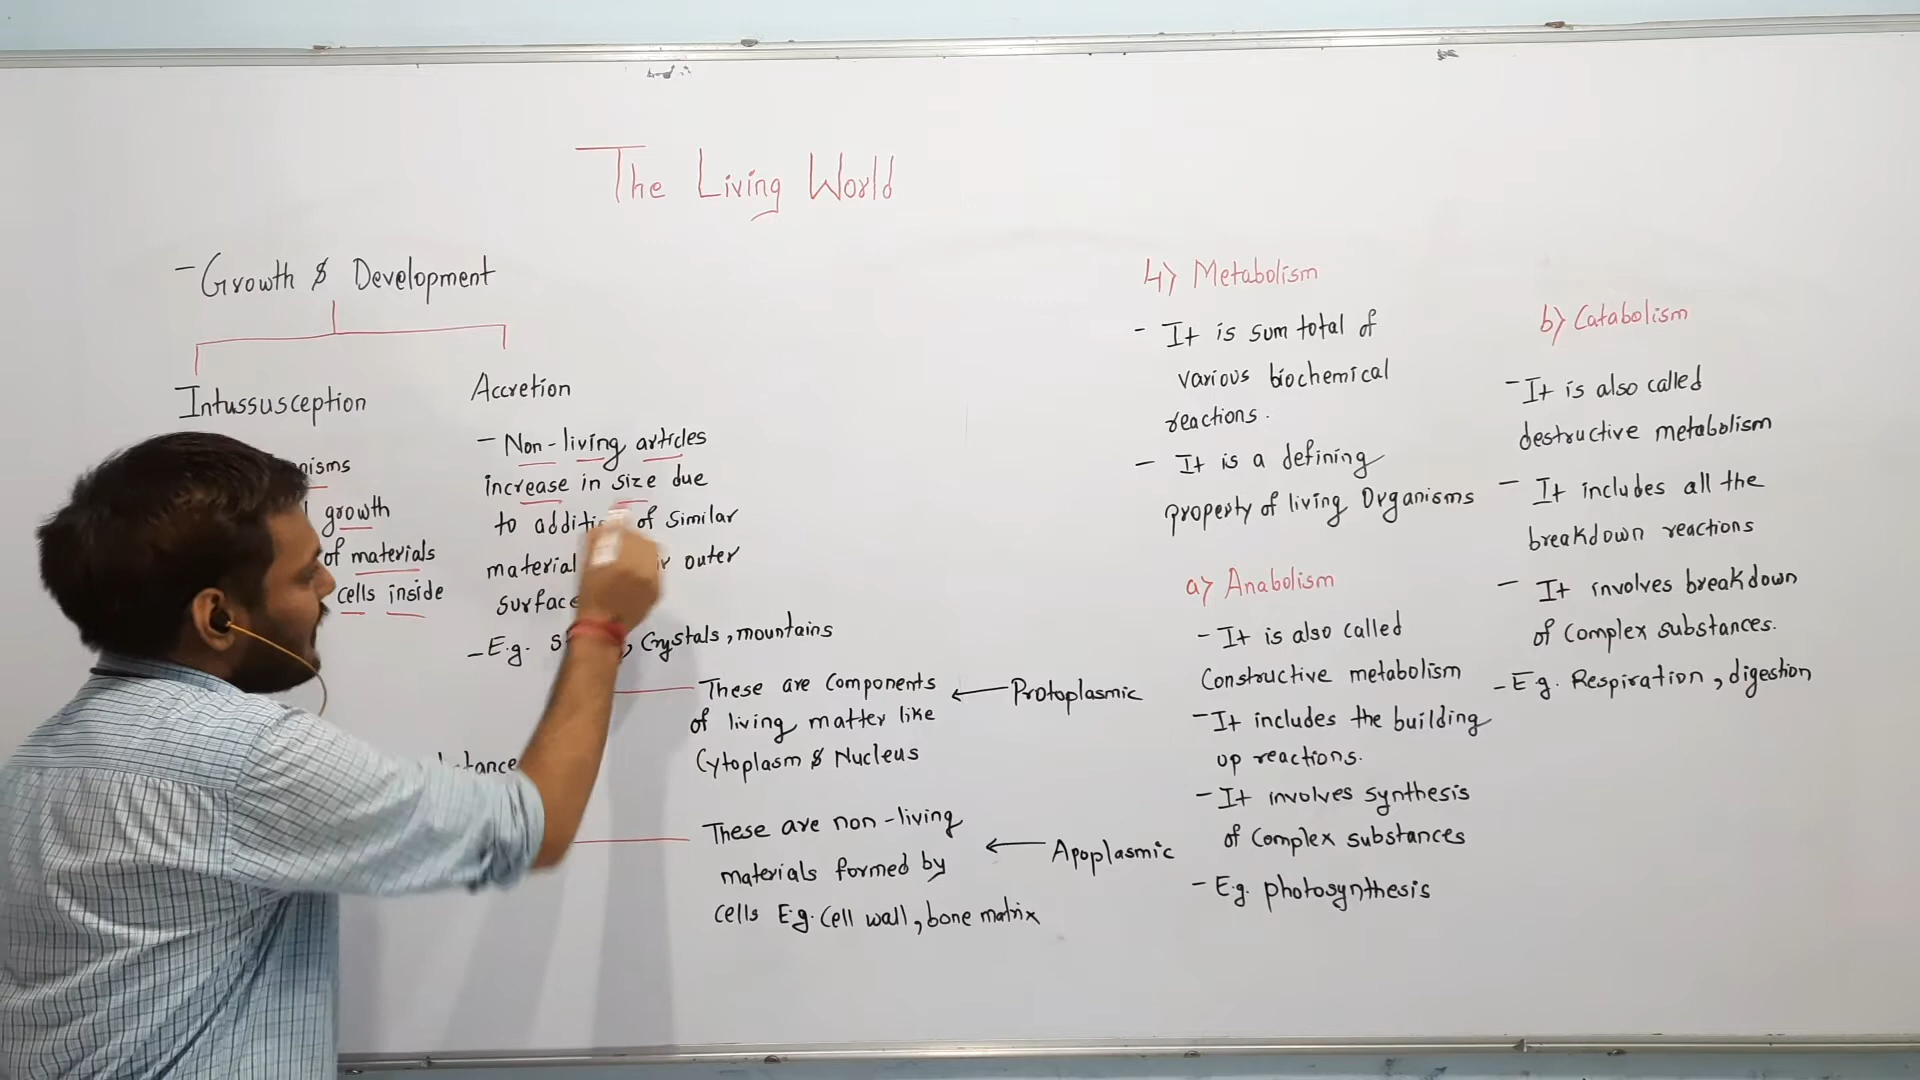 The Living World
- Growth & Development
Intussusception
growth
of materials
cells inside
Accretion
- Non-living articles
increase in size due
to of similar
material outer
surface
- E.g. , Crystals, mountains
- These are components
of living matter like
Cytoplasm & Nucleus
← Protoplasmic
These are non-living
materials formed by
cells E.g. Cell wall, bone matrix
← Apoplasmic
4) Metabolism
- It is sum total of
various biochemical
reactions.
- It is a defining
property of living Organisms
a) Anabolism
- It is also called
Constructive metabolism
- It includes the building
up reactions.
- It involves synthesis
of Complex substances
- E.g. photosynthesis
b) Catabolism
- It is also called
destructive metabolism
- It includes all the
breakdown reactions
- It involves breakdown
of Complex substances.
- E.g. Respiration, digestion